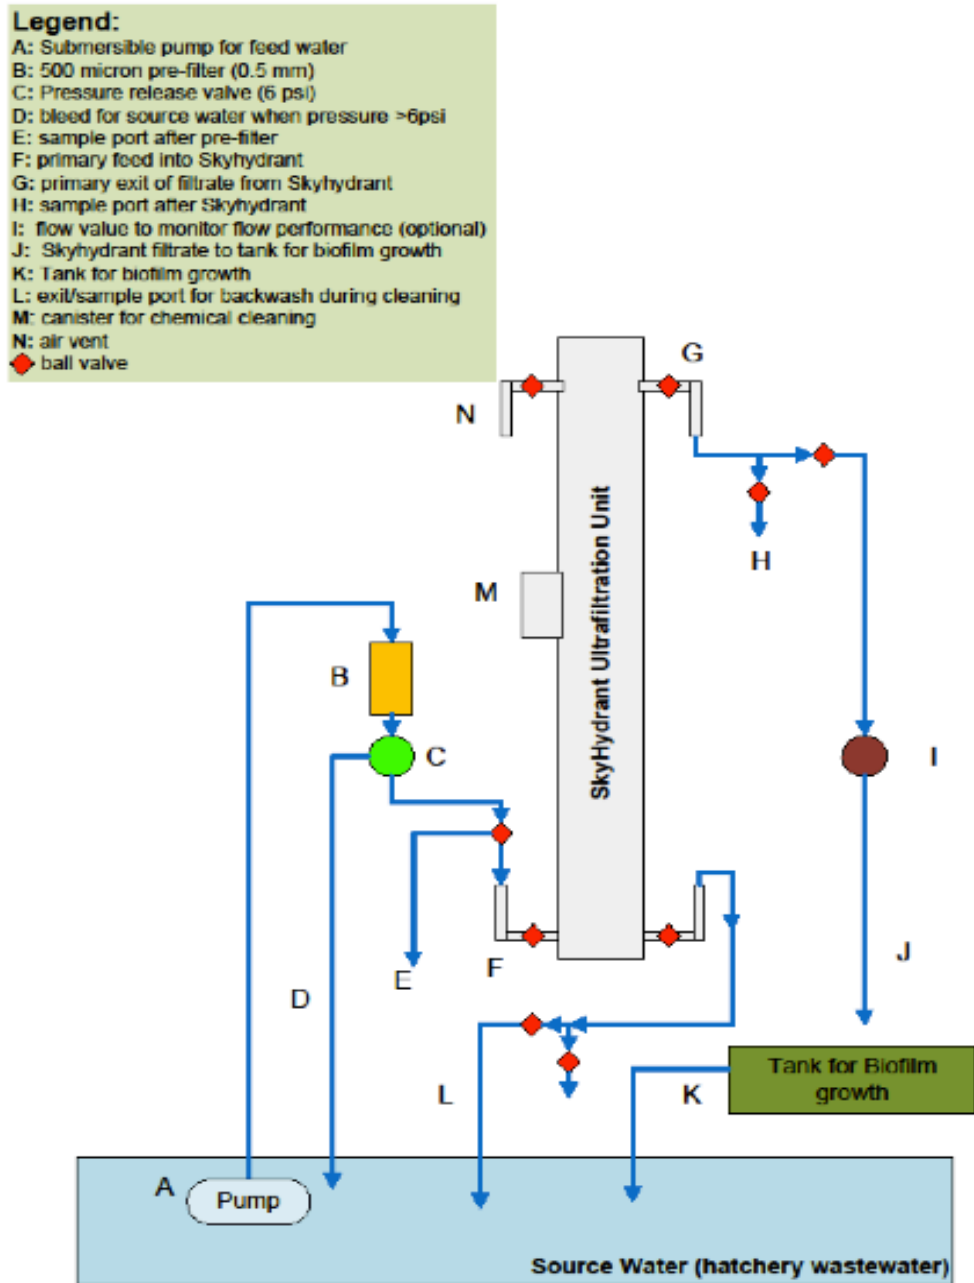 Legend:
A: Submersible pump for feed water
B: 500 micron pre-filter (0.5 mm)
C: Pressure release valve (6 psi)
D: bleed for source water when pressure >6psi
E: sample port after pre-filter
F: primary feed into Skyhydrant
G: primary exit of filtrate from Skyhydrant
H: sample port after Skyhydrant
I: flow value to monitor flow performance (optional)
J: Skyhydrant filtrate to tank for biofilm growth
K: Tank for biofilm growth
L: exit/sample port for backwash during cleaning
M: canister for chemical cleaning
N: air vent
ball valve
G
N
H
M
SkyHydrant Ultrafiltration Unit
B
C
I
F
E
J
D
L
K
Tank for Biofilm
growth
A
Pump
Source Water (hatchery wastewater)